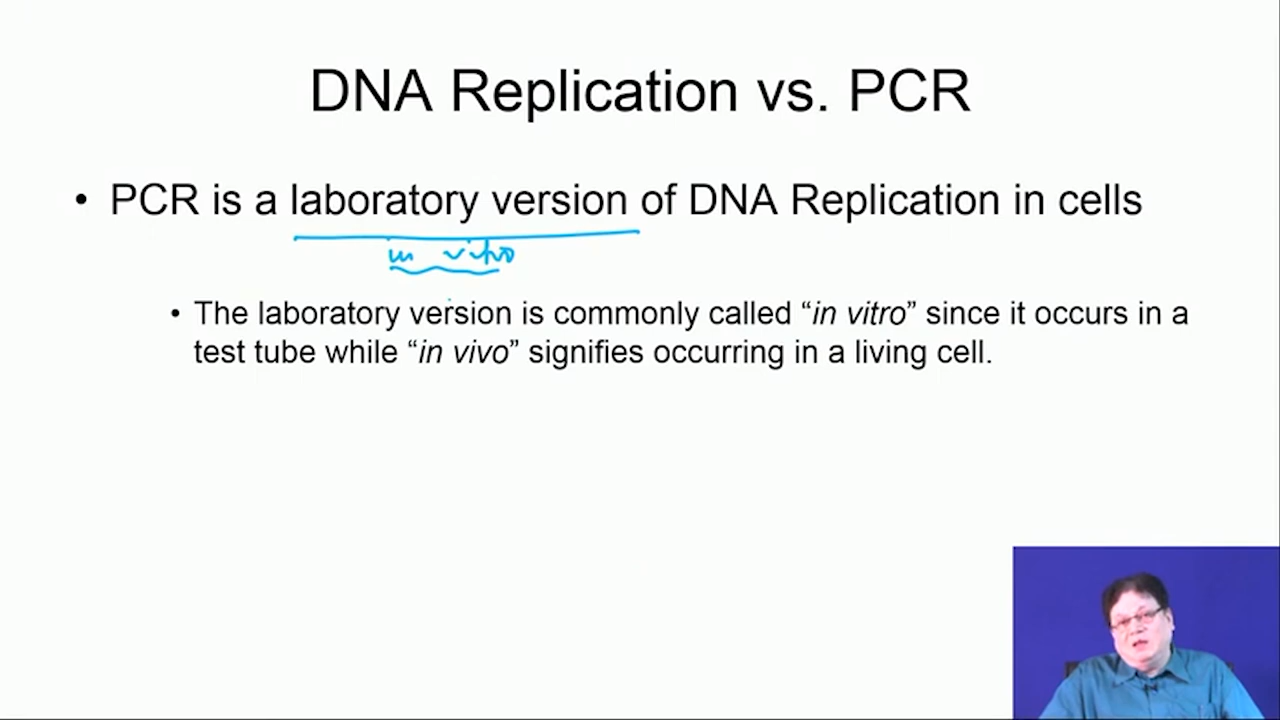 DNA Replication vs. PCR
• PCR is a laboratory version of DNA Replication in cells
in vitro
• The laboratory version is commonly called “in vitro” since it occurs in a
test tube while “in vivo” signifies occurring in a living cell.